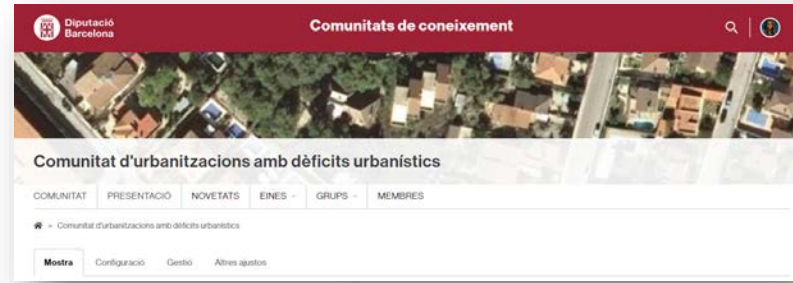 Diputació
Barcelona
Comunitats de coneixement
Comunitat d'urbanitzacions amb dèficits urbanístics
COMUNITAT PRESENTACIÓ NOVETATS EINES GRUPS MEMBRES
» Comunitat d'urbanitzacions amb dèficits urbanístics
Mostra Configuració Gestió Altres ajustos